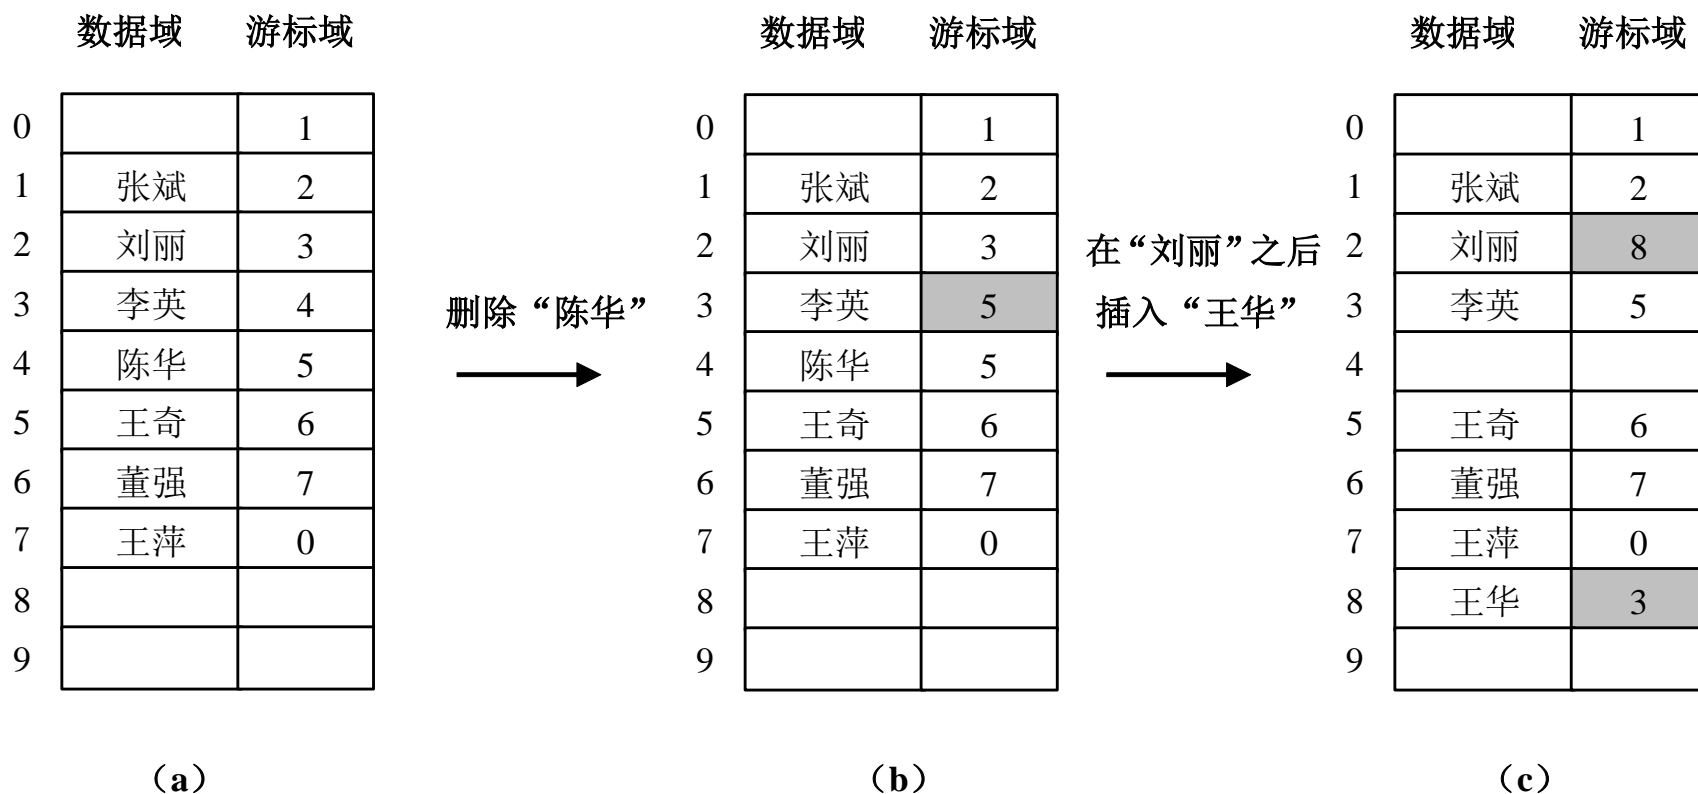 数据域 游标域 数据域 游标域 数据域 游标域
0 1 0 1 0 1
1 张斌 2 1 张斌 2 1 张斌 2
2 刘丽 3 2 刘丽 3 在“刘丽”之后 2 刘丽 8
3 李英 4 删除“陈华” 3 李英 5 插入“王华” 3 李英 5
4 陈华 5 4 陈华 5 4
5 王奇 6 5 王奇 6 5 王奇 6
6 董强 7 6 董强 7 6 董强 7
7 王萍 0 7 王萍 0 7 王萍 0
8 8 8 王华 3
9 9 9
（a） （b） （c）